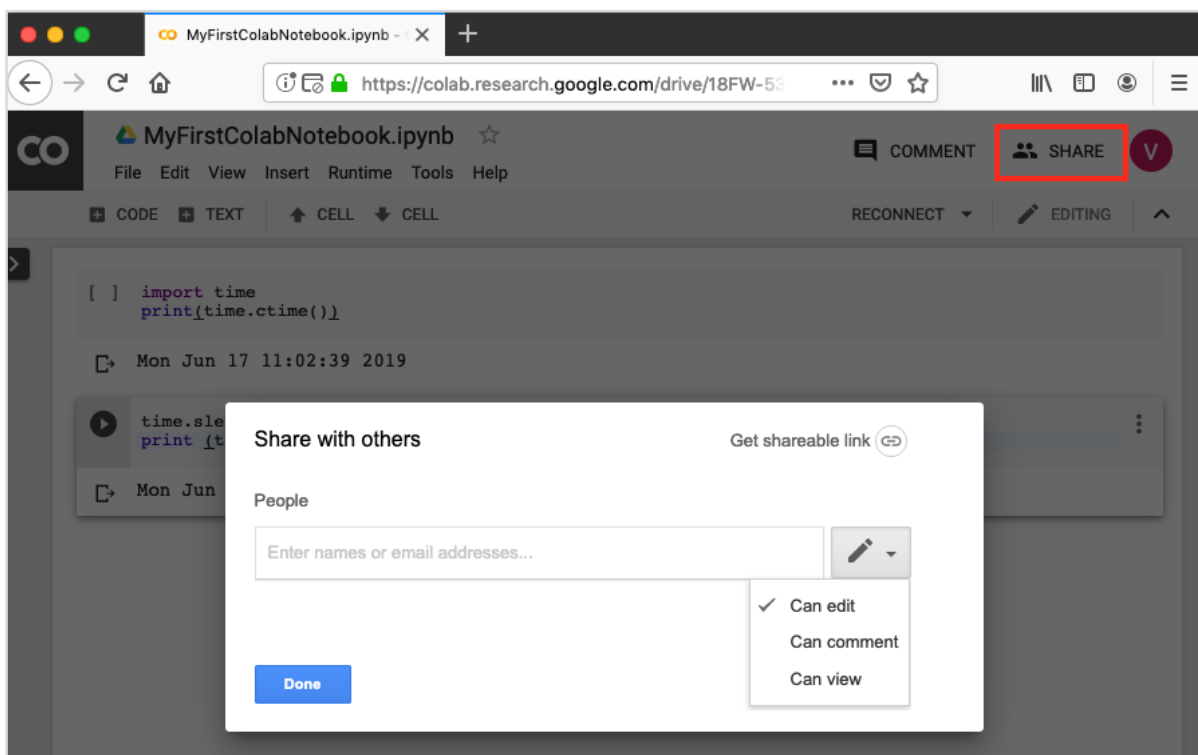 CO MyFirstColabNotebook.ipynb -
https://colab.research.google.com/drive/18FW-53
CO MyFirstColabNotebook.ipynb
COMMENT SHARE V
File Edit View Insert Runtime Tools Help
CODE TEXT CELL CELL RECONNECT EDITING
[ ] import time
print(time.ctime())
Mon Jun 17 11:02:39 2019
time.sle
print (t
Mon Jun
Share with others Get shareable link
People
Enter names or email addresses...
Can edit
Can comment
Can view
Done